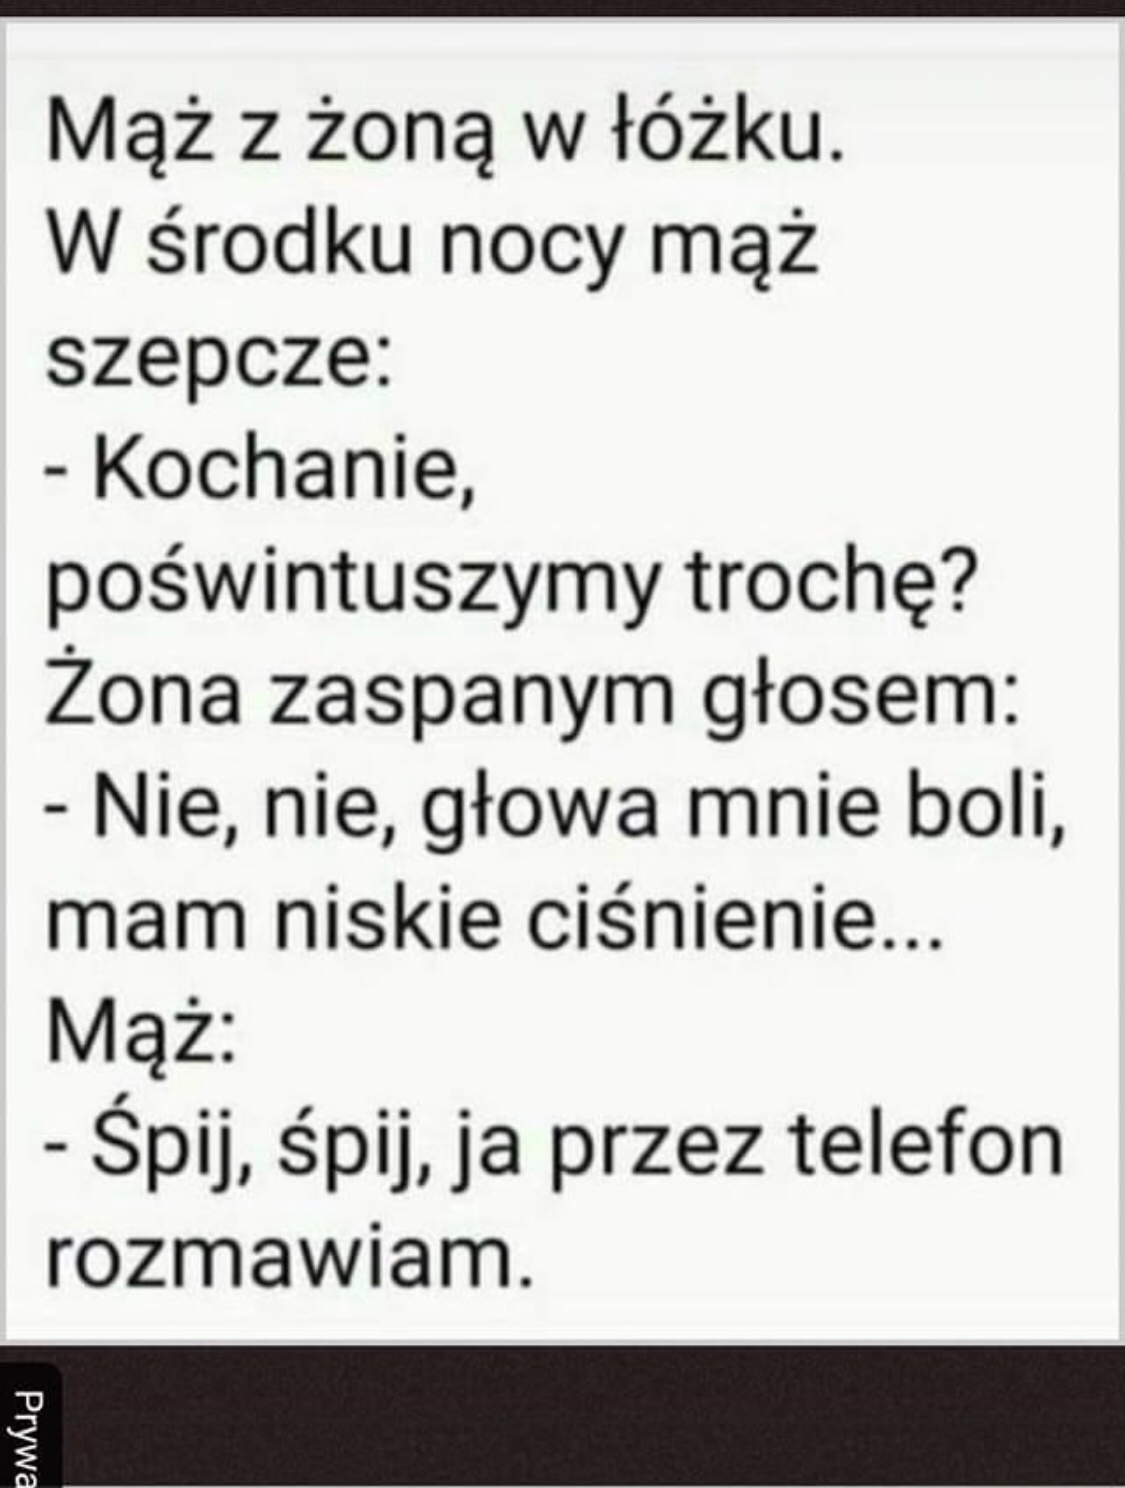 Mąż z żoną w łóżku.
W środku nocy mąż
szepcze:
- Kochanie,
poświntuszymy trochę?
Żona zaspanym głosem:
- Nie, nie, głowa mnie boli,
mam niskie ciśnienie...
Mąż:
- Śpij, śpij, ja przez telefon
rozmawiam.